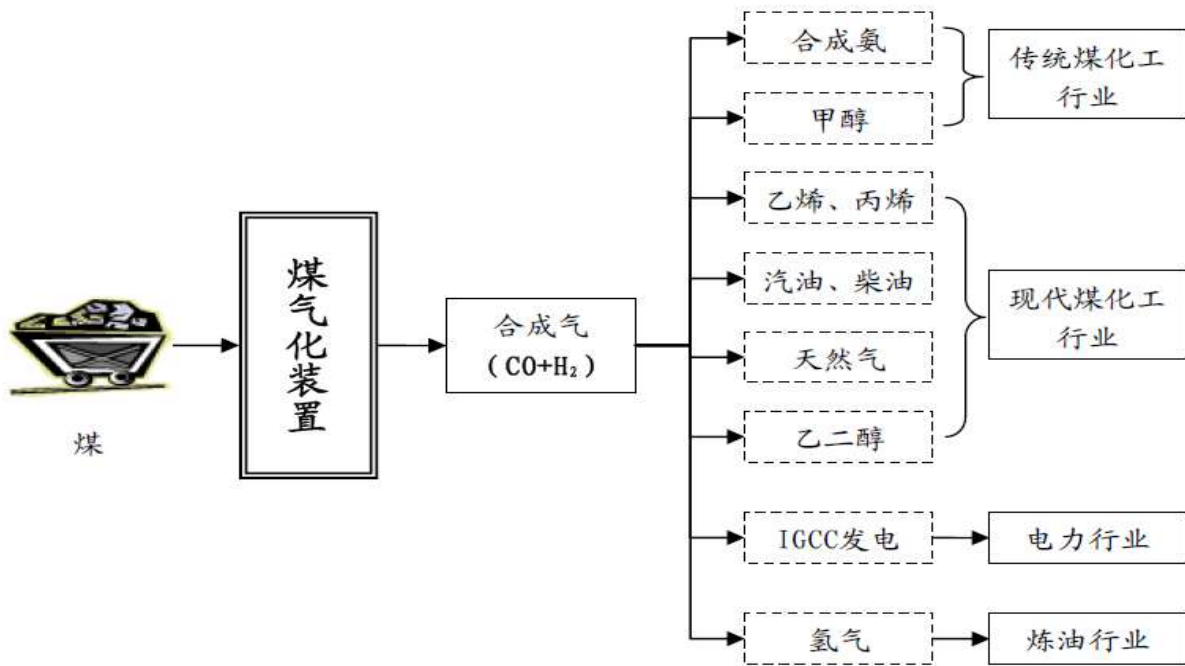 煤
煤气化装置
合成气
(CO+H₂)
合成氨
甲醇
乙烯、丙烯
汽油、柴油
天然气
乙二醇
IGCC发电
氢气
传统煤化工
行业
现代煤化工
行业
电力行业
炼油行业